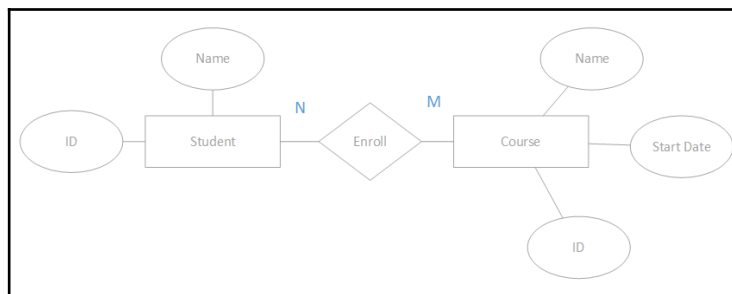 Name
Name
N
M
ID
Student
Enroll
Course
Start Date
ID